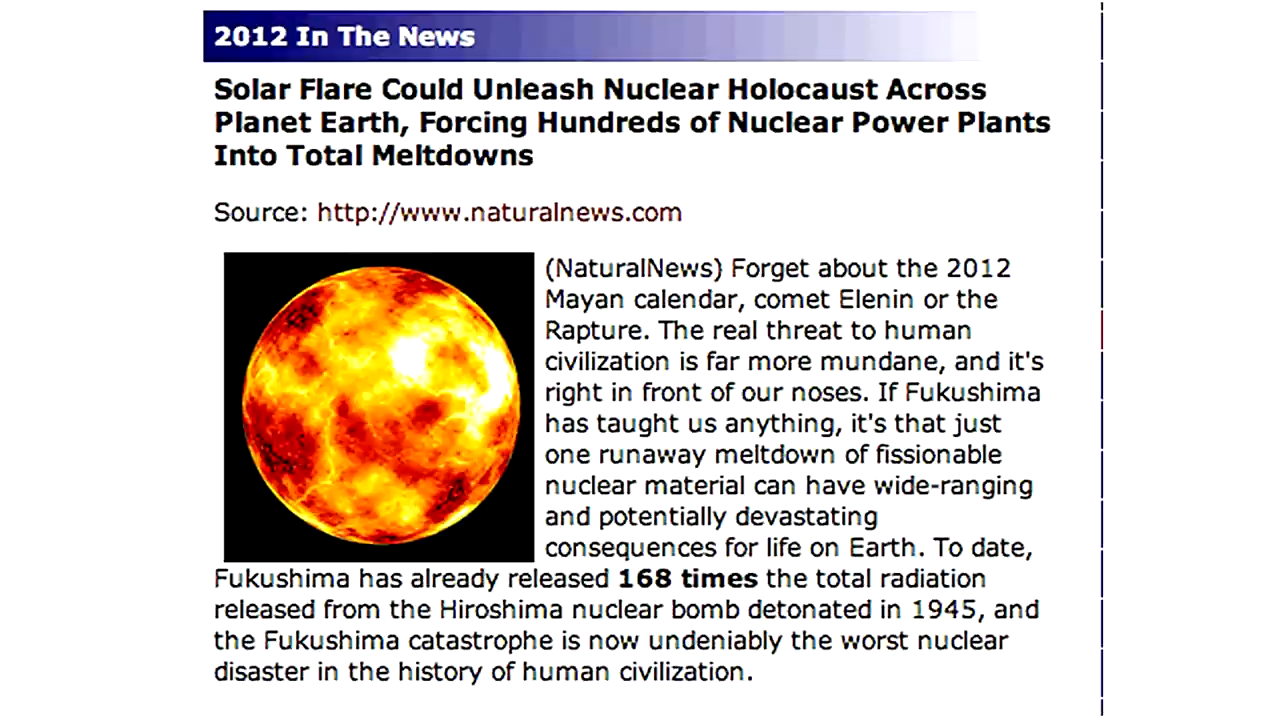 2012 In The News
Solar Flare Could Unleash Nuclear Holocaust Across
Planet Earth, Forcing Hundreds of Nuclear Power Plants
Into Total Meltdowns
Source: http://www.naturalnews.com
(NaturalNews) Forget about the 2012
Mayan calendar, comet Elenin or the
Rapture. The real threat to human
civilization is far more mundane, and it's
right in front of our noses. If Fukushima
has taught us anything, it's that just
one runaway meltdown of fissionable
nuclear material can have wide-ranging
and potentially devastating
consequences for life on Earth. To date,
Fukushima has already released 168 times the total radiation
released from the Hiroshima nuclear bomb detonated in 1945, and
the Fukushima catastrophe is now undeniably the worst nuclear
disaster in the history of human civilization.